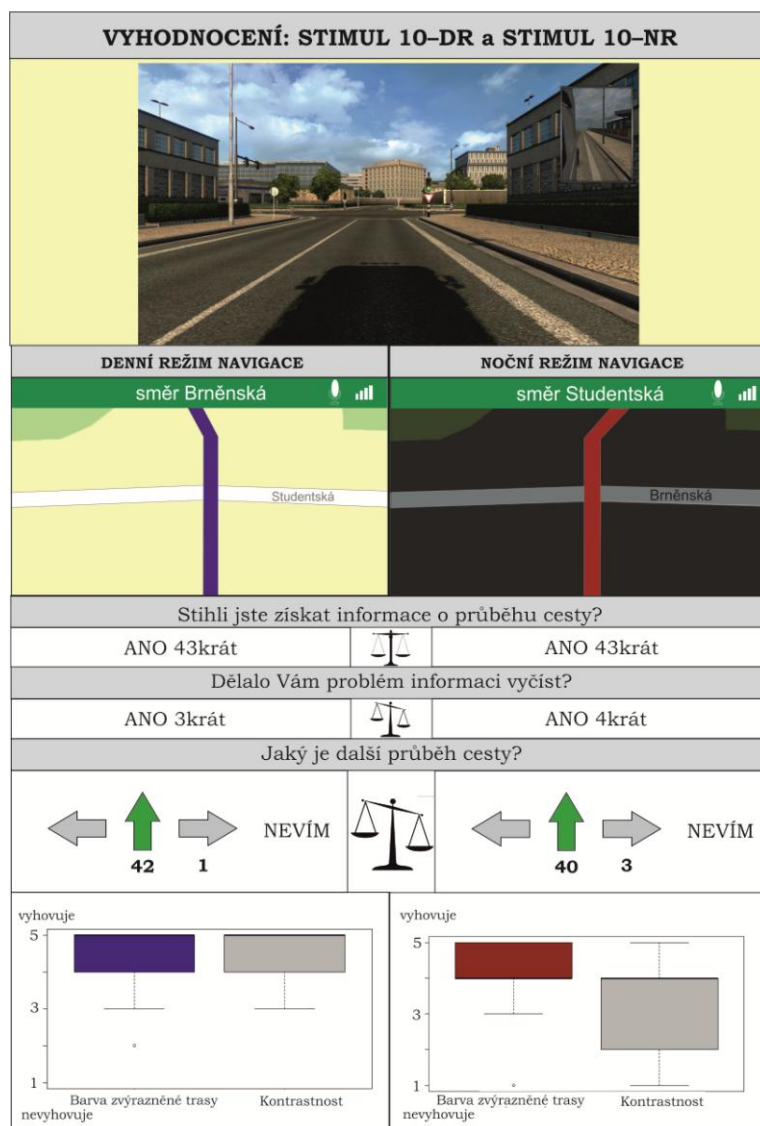 VYHODNOCENÍ: STIMUL 10–DR a STIMUL 10–NR
DENNÍ REŽIM NAVIGACE
NOČNÍ REŽIM NAVIGACE
směr Brněnská
směr Studentská
Studentská
Brněnská
Stihli jste získat informace o průběhu cesty?
ANO 43krát
ANO 43krát
Dělalo Vám problém informaci vyčíst?
ANO 3krát
ANO 4krát
Jaký je další průběh cesty?
NEVÍM
42
1
NEVÍM
40
3
vyhovuje
5
3
1
Barva zvýrazněné trasy
Kontrastnost
nevyhovuje
vyhovuje
5
3
1
Barva zvýrazněné trasy
Kontrastnost
nevyhovuje